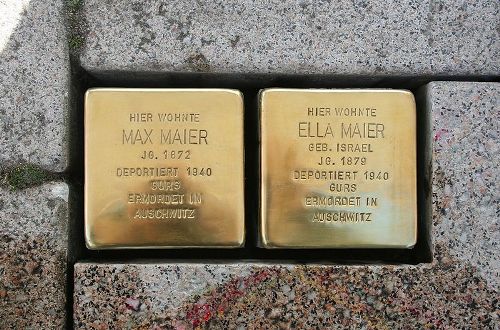 HIER WOHNTE
MAX MAIER
JG. 1872
DEPORTIERT 1940
GURS
ERMORDET IN
AUSCHWITZ
HIER WOHNTE
ELLA MAIER
GEB. ISRAEL
JG. 1879
DEPORTIERT 1940
GURS
ERMORDET IN
AUSCHWITZ